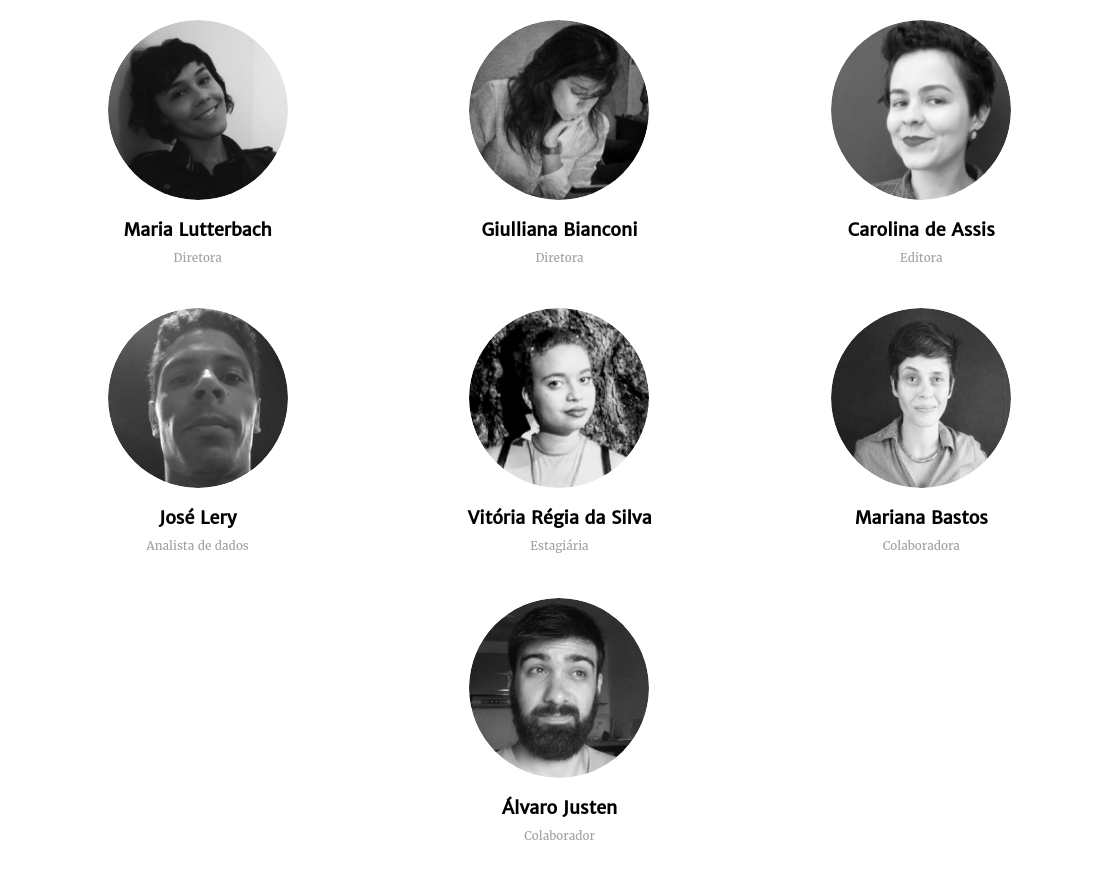 Maria Lutterbach
Diretora
Giulliana Bianconi
Diretora
Carolina de Assis
Editora
José Lery
Analista de dados
Vitória Régia da Silva
Estagiária
Mariana Bastos
Colaboradora
Álvaro Justen
Colaborador